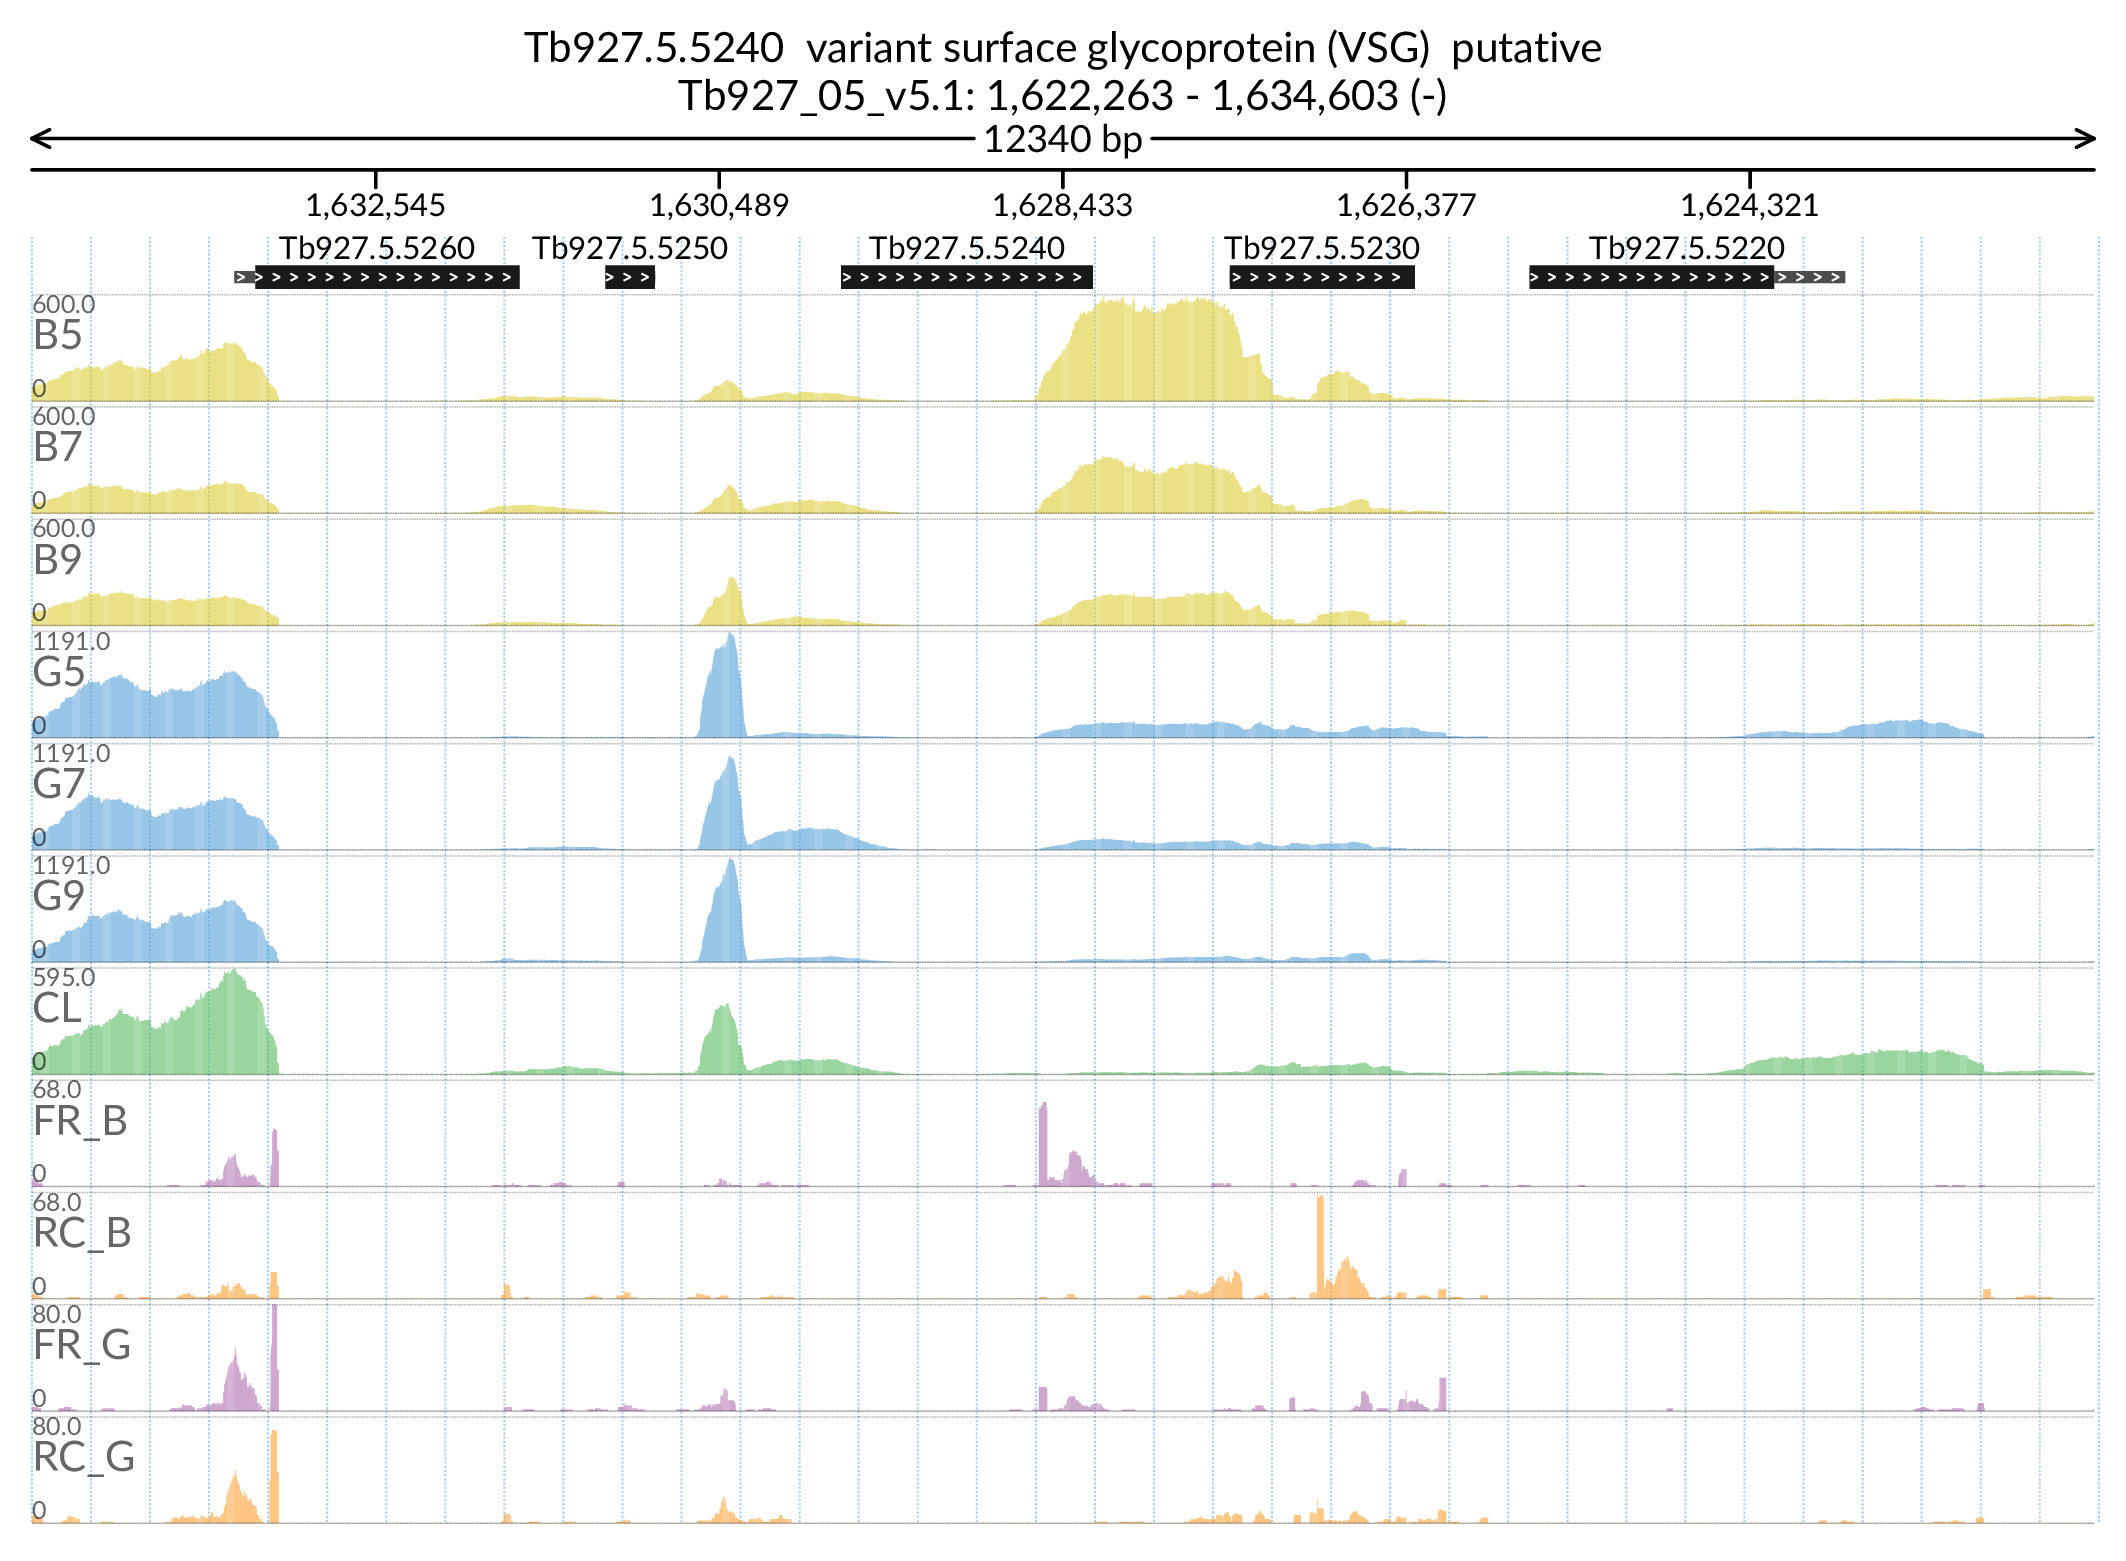 Tb927.5.5240 variant surface glycoprotein (VSG) putative
Tb927_05_v5.1: 1,622,263 - 1,634,603 (-)
12340 bp
1,632,545 1,630,489 1,628,433 1,626,377 1,624,321
Tb927.5.5260 Tb927.5.5250 Tb927.5.5240 Tb927.5.5230 Tb927.5.5220
600.0
B5
0
600.0
B7
0
600.0
B9
0
1191.0
G5
0
1191.0
G7
0
1191.0
G9
0
595.0
CL
0
68.0
FR_B
0
68.0
RC_B
0
80.0
FR_G
0
80.0
RC_G
0